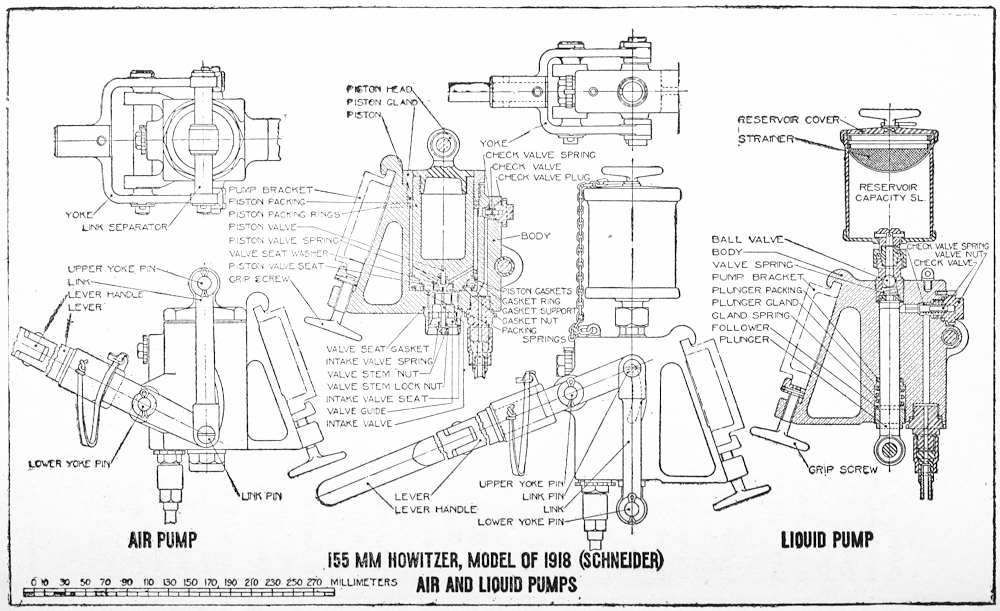 PISTON HEAD
PISTON GLAND
PISTON
YOKE
CHECK VALVE SPRING
CHECK VALVE
CHECK VALVE PLUG
RESERVOIR COVER
STRAINER
RESERVOIR
CAPACITY 5L
YOKE
LINK SEPARATOR
PUMP BRACKET
PISTON PACKING
PISTON PACKING RINGS
PISTON VALVE
PISTON VALVE SPRING
VALVE SEAT WASHER
PISTON VALVE SEAT
GRIP SCREW
BODY
PISTON GASKETS
GASKET RING
GASKET SUPPORT
GASKET NUT
PACKING
SPRINGS
VALVE SEAT GASKET
INTAKE VALVE SPRING
VALVE STEM NUT
VALVE STEM LOCK NUT
INTAKE VALVE SEAT
VALVE GUIDE
INTAKE VALVE
UPPER YOKE PIN
LINK
LEVER HANDLE
LEVER
LOWER YOKE PIN
LINK PIN
BALL VALVE
BODY
VALVE SPRING
PUMP BRACKET
PLUNGER PACKING
PLUNGER GLAND
GLAND SPRING
FOLLOWER
PLUNGER
CHECK VALVE SPRING
VALVE NUT
CHECK VALVE
GRIP SCREW
LEVER
LEVER HANDLE
UPPER YOKE PIN
LINK PIN
LINK
LOWER YOKE PIN
AIR PUMP
LIQUID PUMP
155 MM HOWITZER, MODEL OF 1918 (SCHNEIDER)
AIR AND LIQUID PUMPS
0 10 30 50 70 90 110 130 150 170 190 210 230 250 270 MILLIMETERS